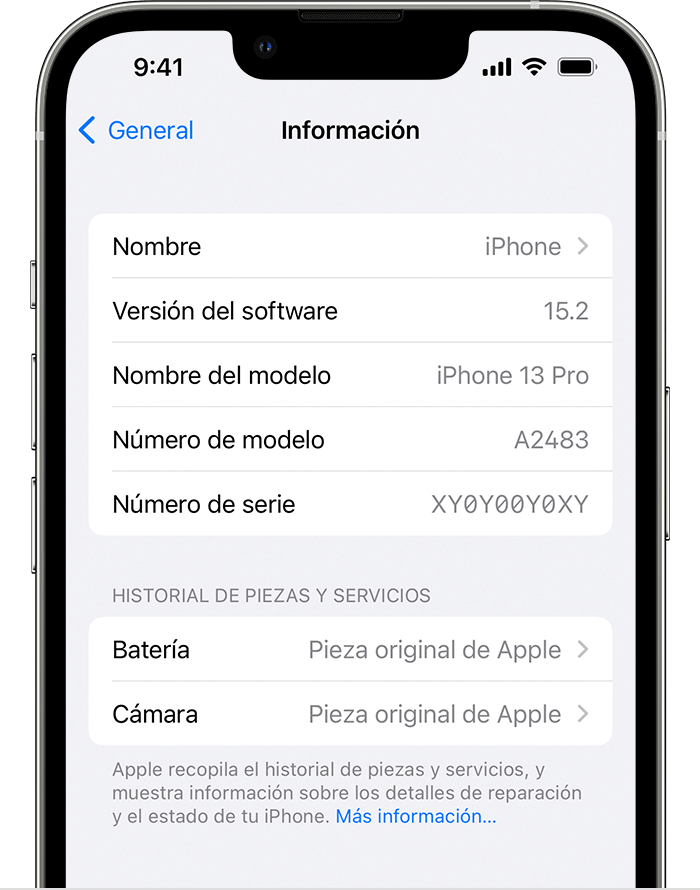 9:41
General
Información
Nombre iPhone
Versión del software 15.2
Nombre del modelo iPhone 13 Pro
Número de modelo A2483
Número de serie XY0Y00Y0XY
HISTORIAL DE PIEZAS Y SERVICIOS
Batería Pieza original de Apple
Cámara Pieza original de Apple
Apple recopila el historial de piezas y servicios, y
muestra información sobre los detalles de reparación
y el estado de tu iPhone. Más información...